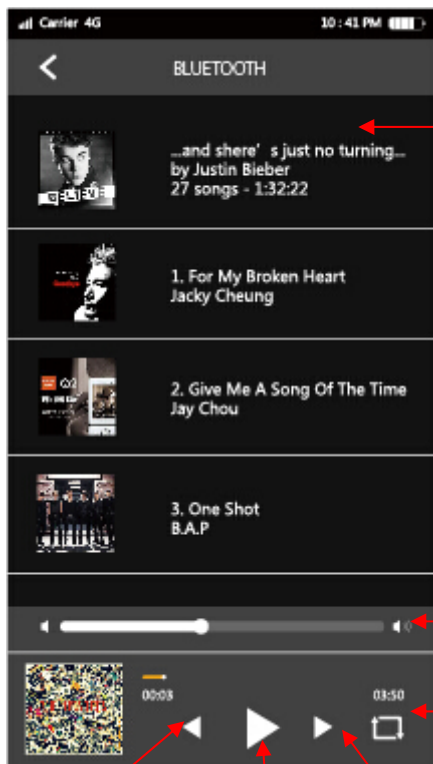 Carrier 4G 10:41 PM
BLUETOOTH
...and shere's just no turning...
by Justin Bieber
27 songs - 1:32:22
1. For My Broken Heart
Jacky Cheung
2. Give Me A Song Of The Time
Jay Chou
3. One Shot
B.A.P
00:03 03:50